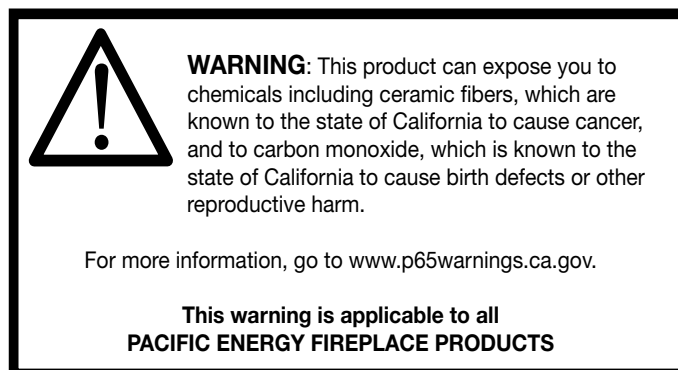 WARNING: This product can expose you to
chemicals including ceramic fibers, which are
known to the state of California to cause cancer,
and to carbon monoxide, which is known to the
state of California to cause birth defects or other
reproductive harm.
For more information, go to www.p65warnings.ca.gov.
This warning is applicable to all
PACIFIC ENERGY FIREPLACE PRODUCTS